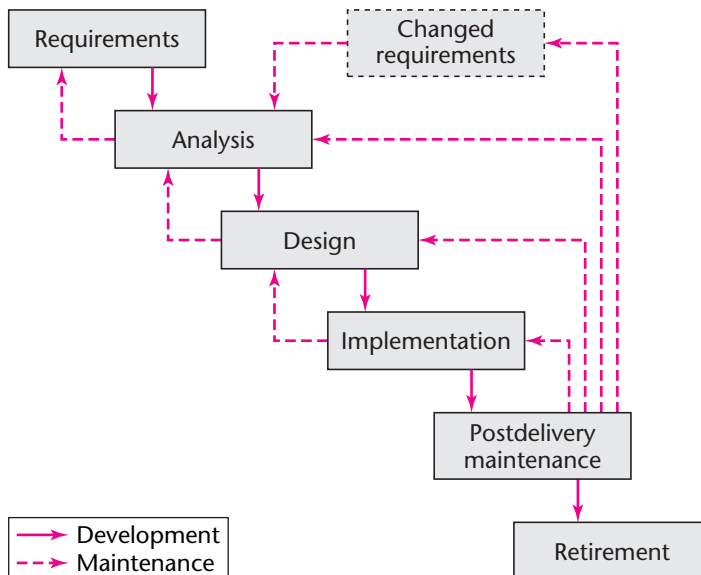 Requirements
Changed
requirements
Analysis
Design
Implementation
Postdelivery
maintenance
Retirement
Development
Maintenance